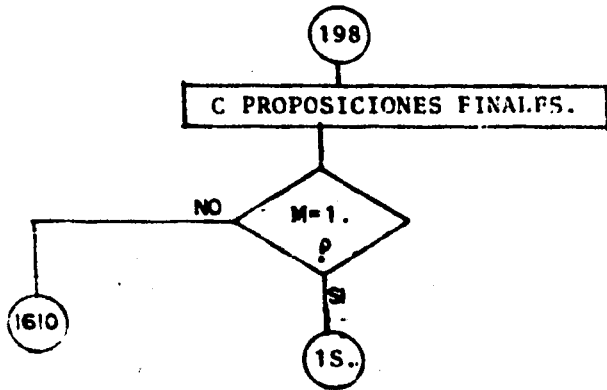 198
C PROPOSICIONES FINALES.
NO
M=1.
?
SI
1610
1S.